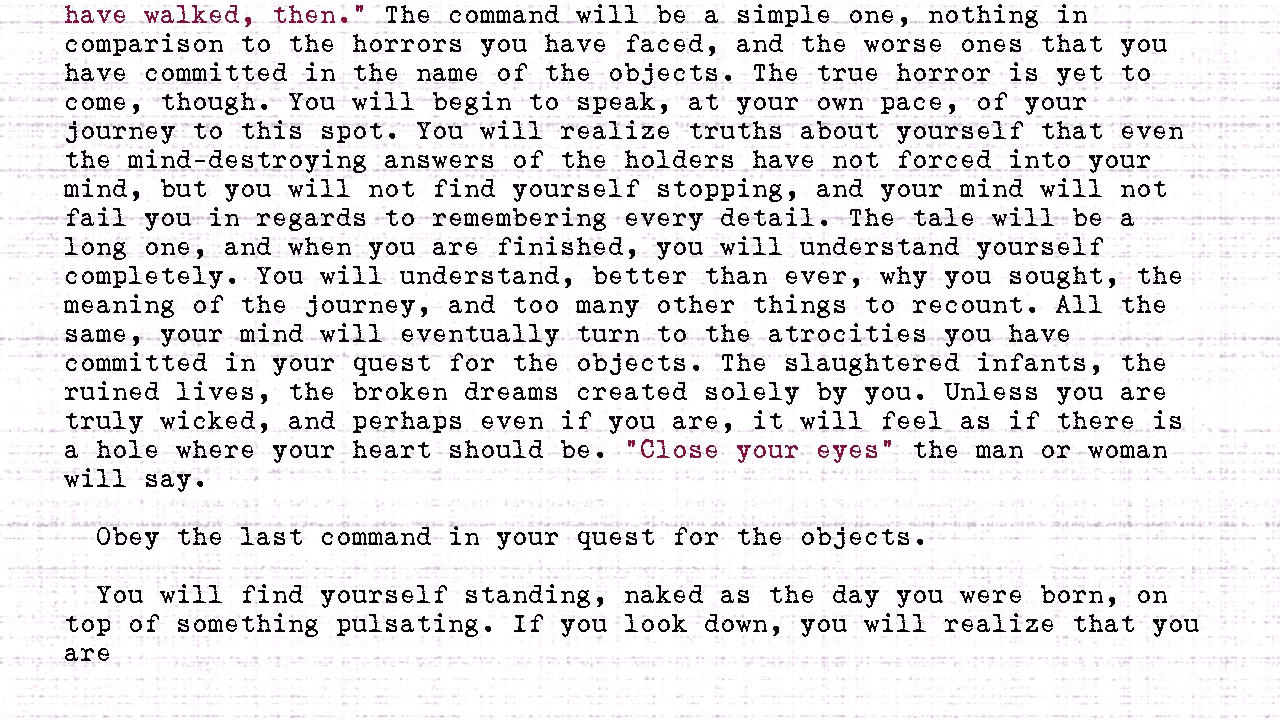 have walked, then." The command will be a simple one, nothing in
comparison to the horrors you have faced, and the worse ones that you
have committed in the name of the objects. The true horror is yet to
come, though. You will begin to speak, at your own pace, of your
journey to this spot. You will realize truths about yourself that even
the mind-destroying answers of the holders have not forced into your
mind, but you will not find yourself stopping, and your mind will not
fail you in regards to remembering every detail. The tale will be a
long one, and when you are finished, you will understand yourself
completely. You will understand, better than ever, why you sought, the
meaning of the journey, and too many other things to recount. All the
same, your mind will eventually turn to the atrocities you have
committed in your quest for the objects. The slaughtered infants, the
ruined lives, the broken dreams created solely by you. Unless you are
truly wicked, and perhaps even if you are, it will feel as if there is
a hole where your heart should be. "Close your eyes" the man or woman
will say.
Obey the last command in your quest for the objects.
You will find yourself standing, naked as the day you were born, on
top of something pulsating. If you look down, you will realize that you
are